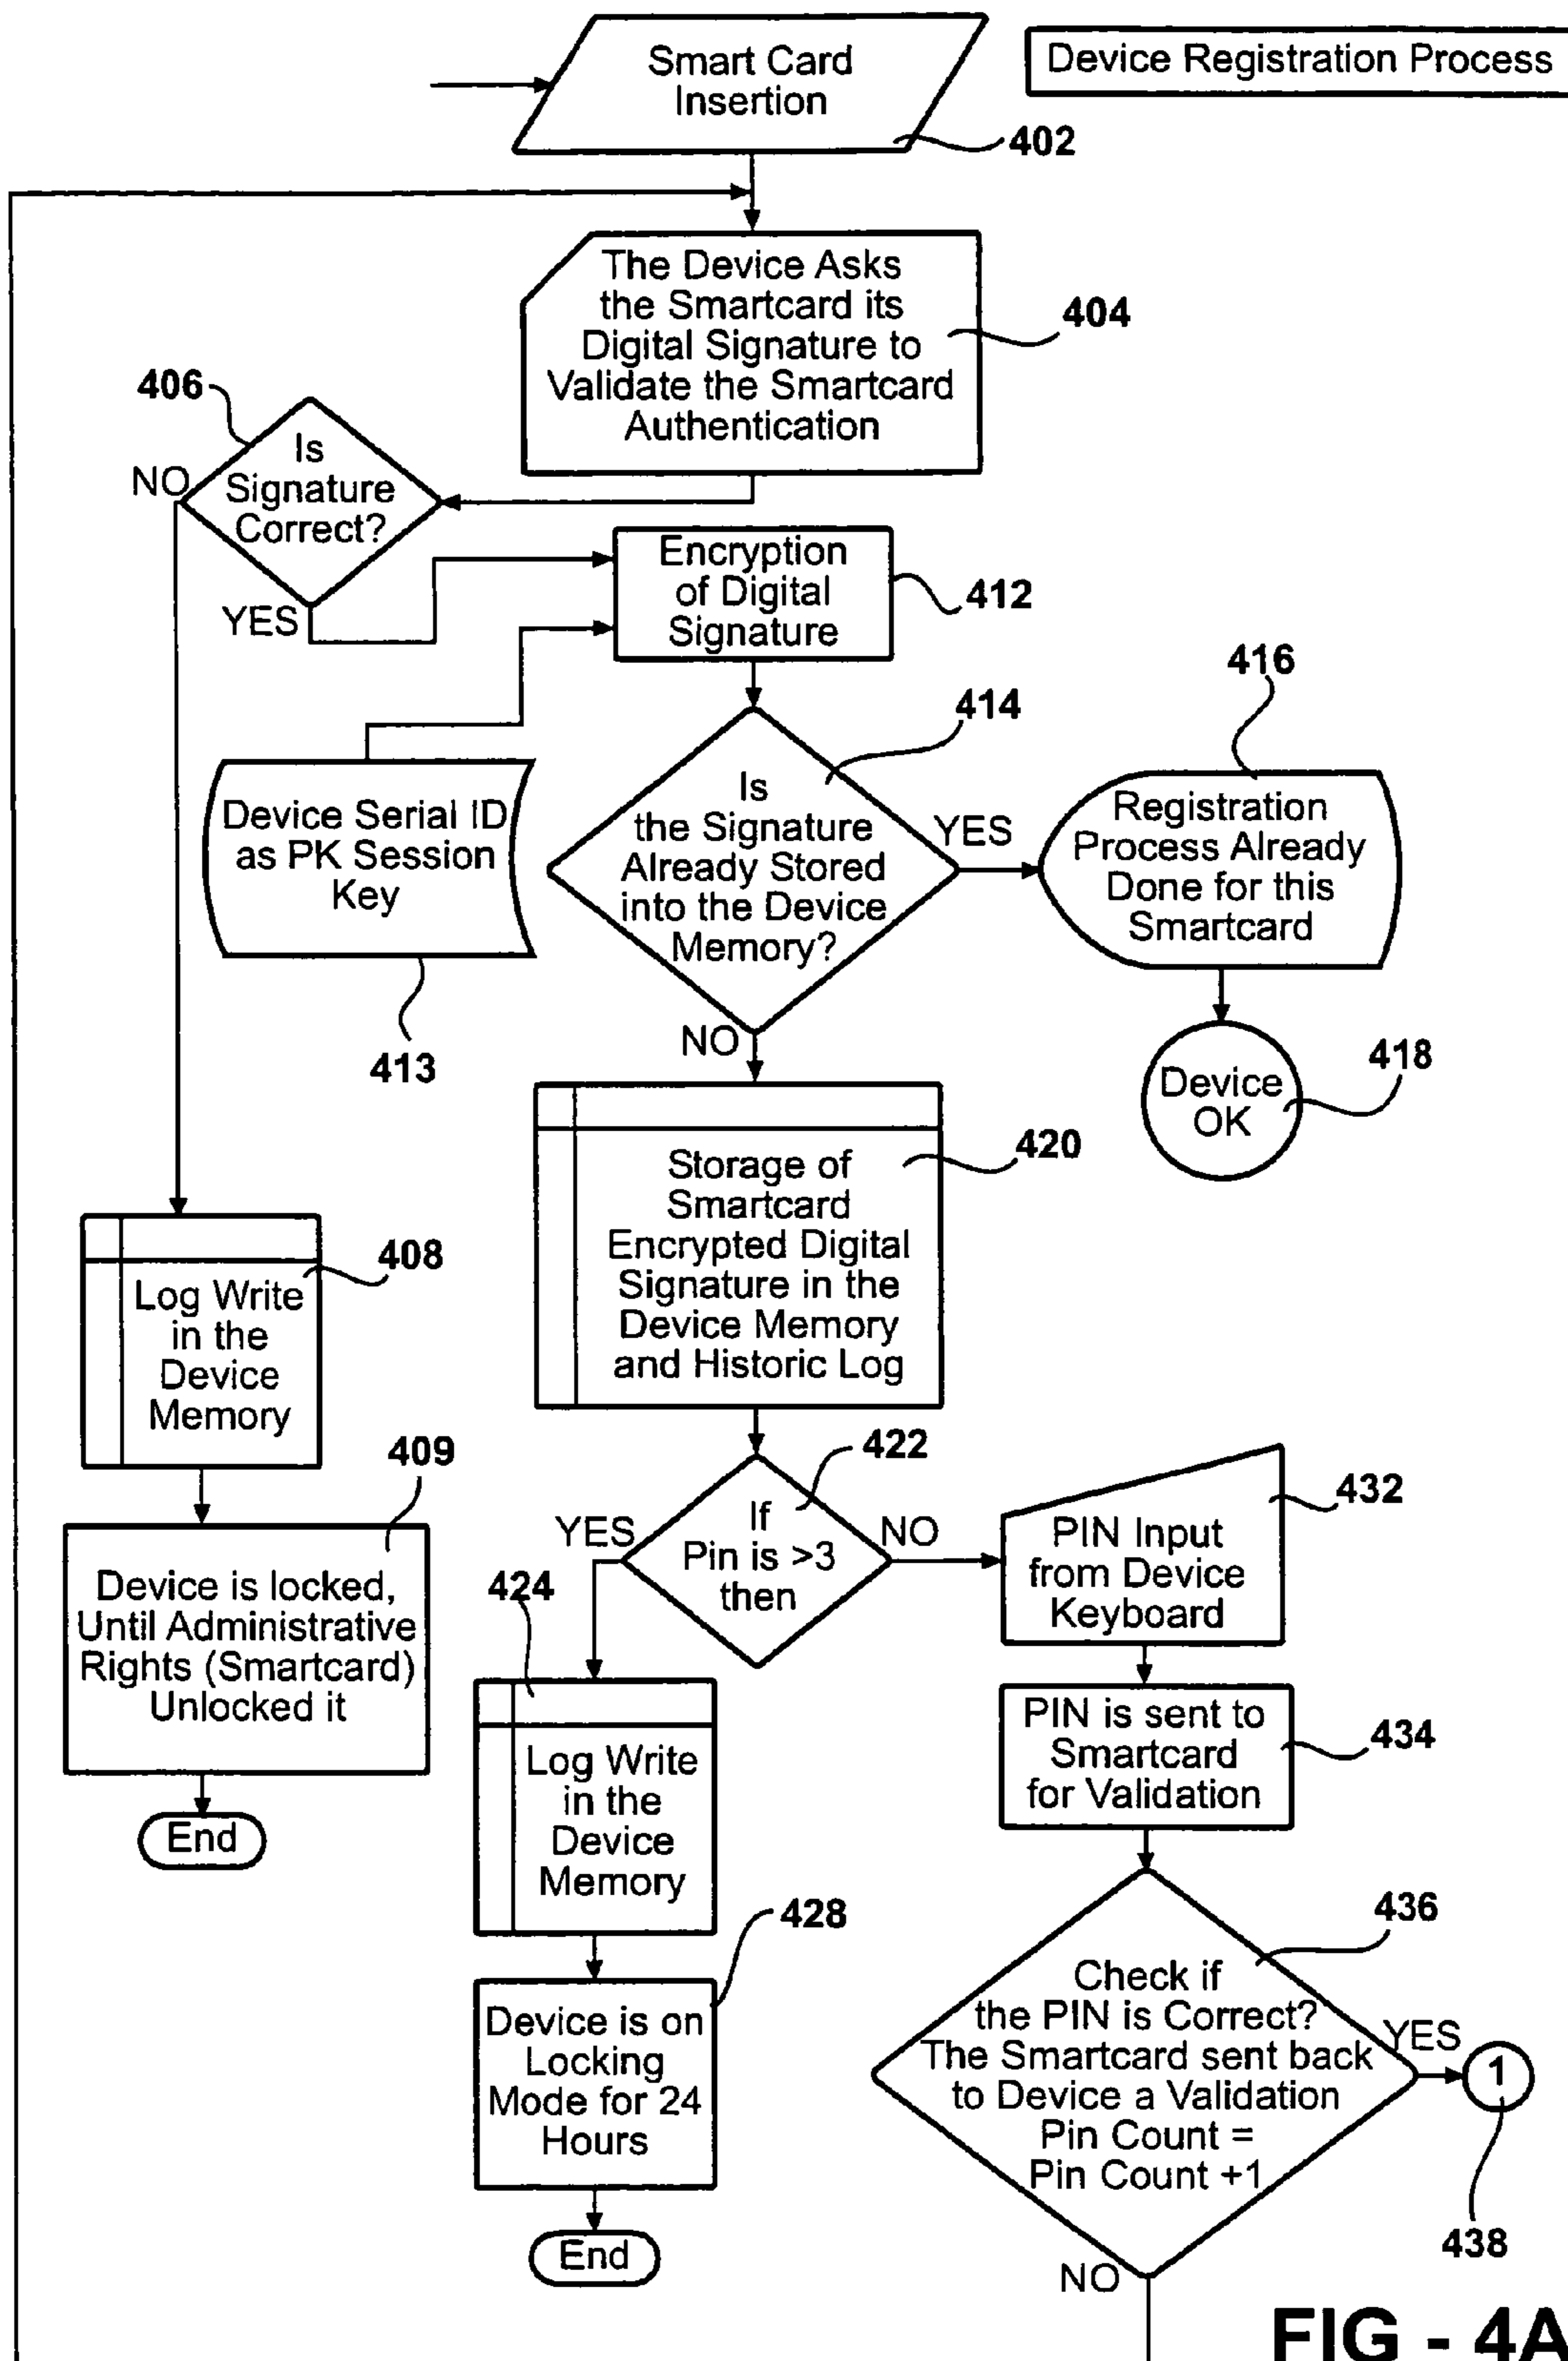 Smart Card
Insertion
402
Device Registration Process
The Device Asks
the Smartcard its
Digital Signature to
Validate the Smartcard
Authentication
404
406
Is
Signature
Correct?
NO
YES
Encryption
of Digital
Signature
412
Device Serial ID
as PK Session
Key
413
414
Is
the Signature
Already Stored
into the Device
Memory?
YES
NO
416
Registration
Process Already
Done for this
Smartcard
Device
OK
418
Storage of
Smartcard
Encrypted Digital
Signature in the
Device Memory
and Historic Log
420
Log Write
in the
Device
Memory
408
409
Device is locked,
Until Administrative
Rights (Smartcard)
Unlocked it
End
422
If
Pin is >3
then
YES
NO
424
Log Write
in the
Device
Memory
428
Device is on
Locking
Mode for 24
Hours
End
432
PIN Input
from Device
Keyboard
PIN is sent to
Smartcard
for Validation
434
436
Check if
the PIN is Correct?
The Smartcard sent back
to Device a Validation
Pin Count =
Pin Count +1
YES
1
438
NO
FIG - 4A